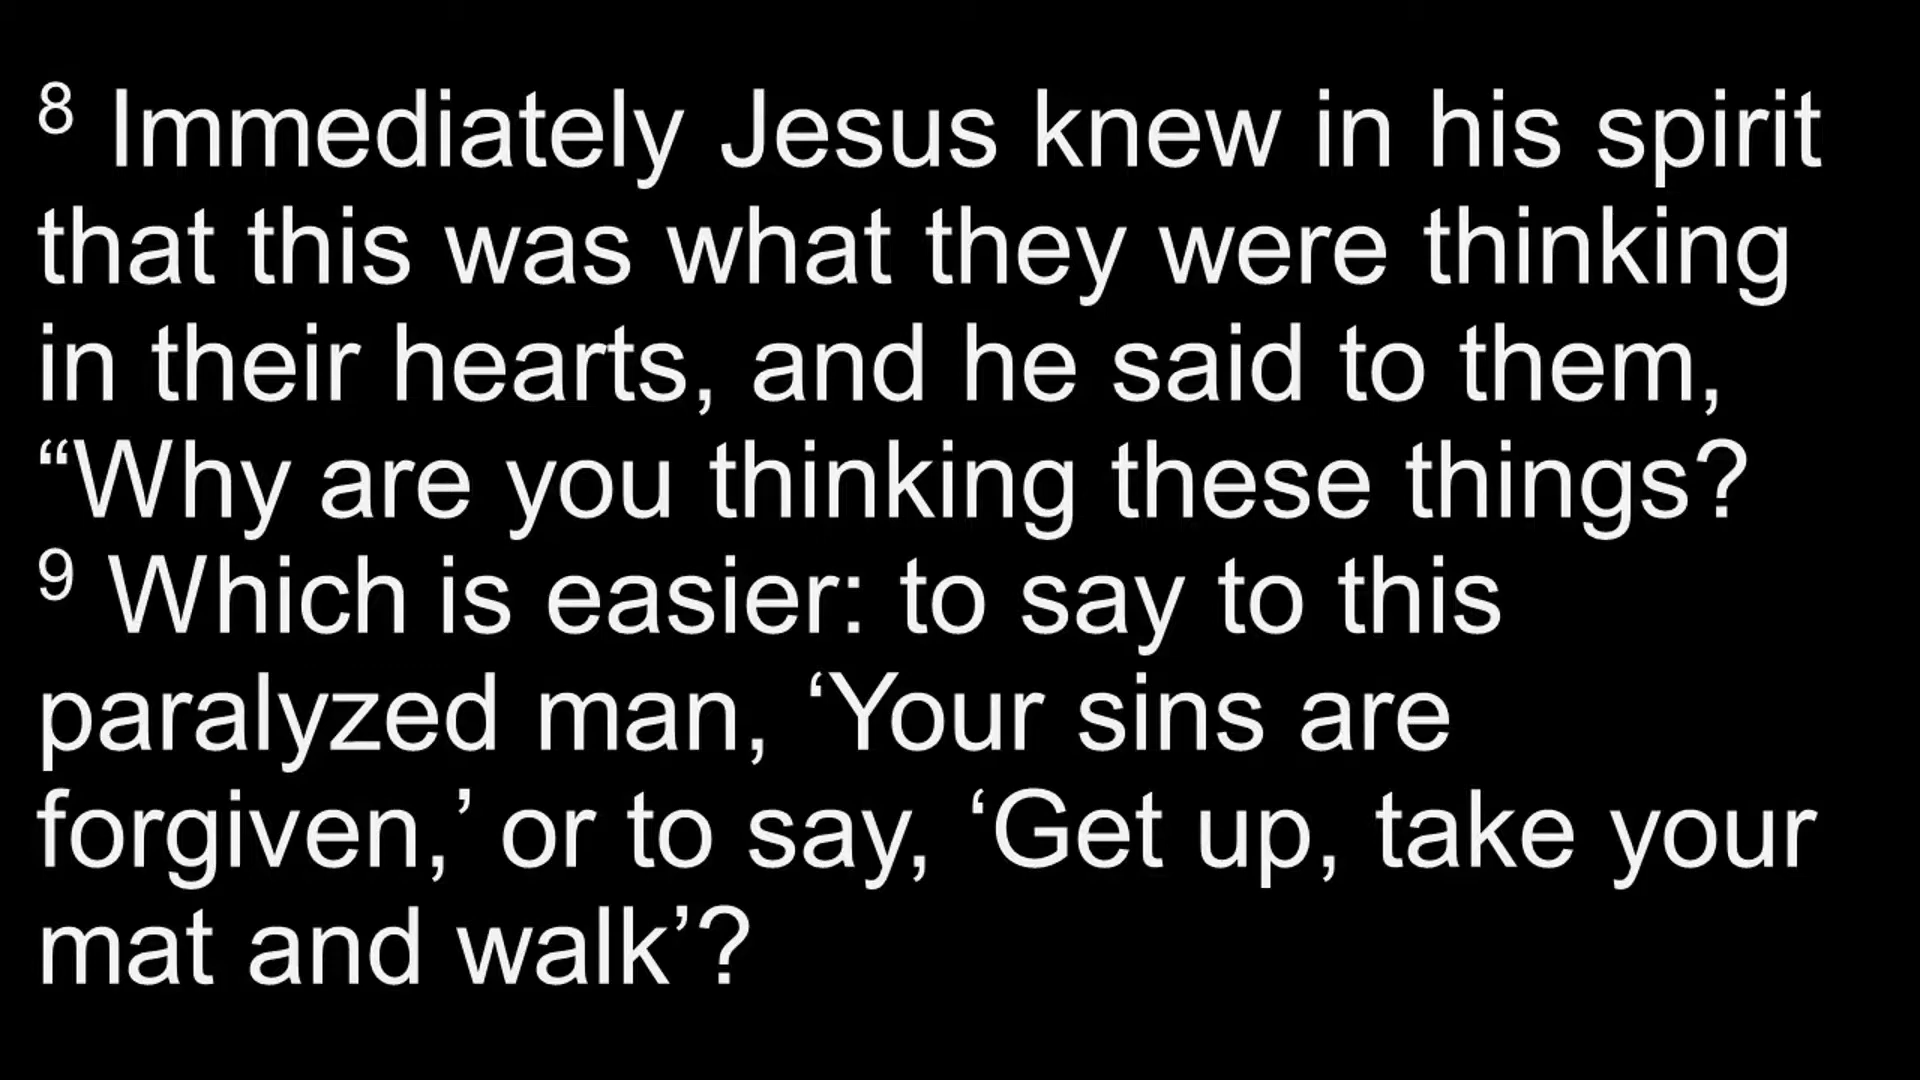 8 Immediately Jesus knew in his spirit
that this was what they were thinking
in their hearts, and he said to them,
“Why are you thinking these things?
9 Which is easier: to say to this
paralyzed man, ‘Your sins are
forgiven,’ or to say, ‘Get up, take your
mat and walk’?